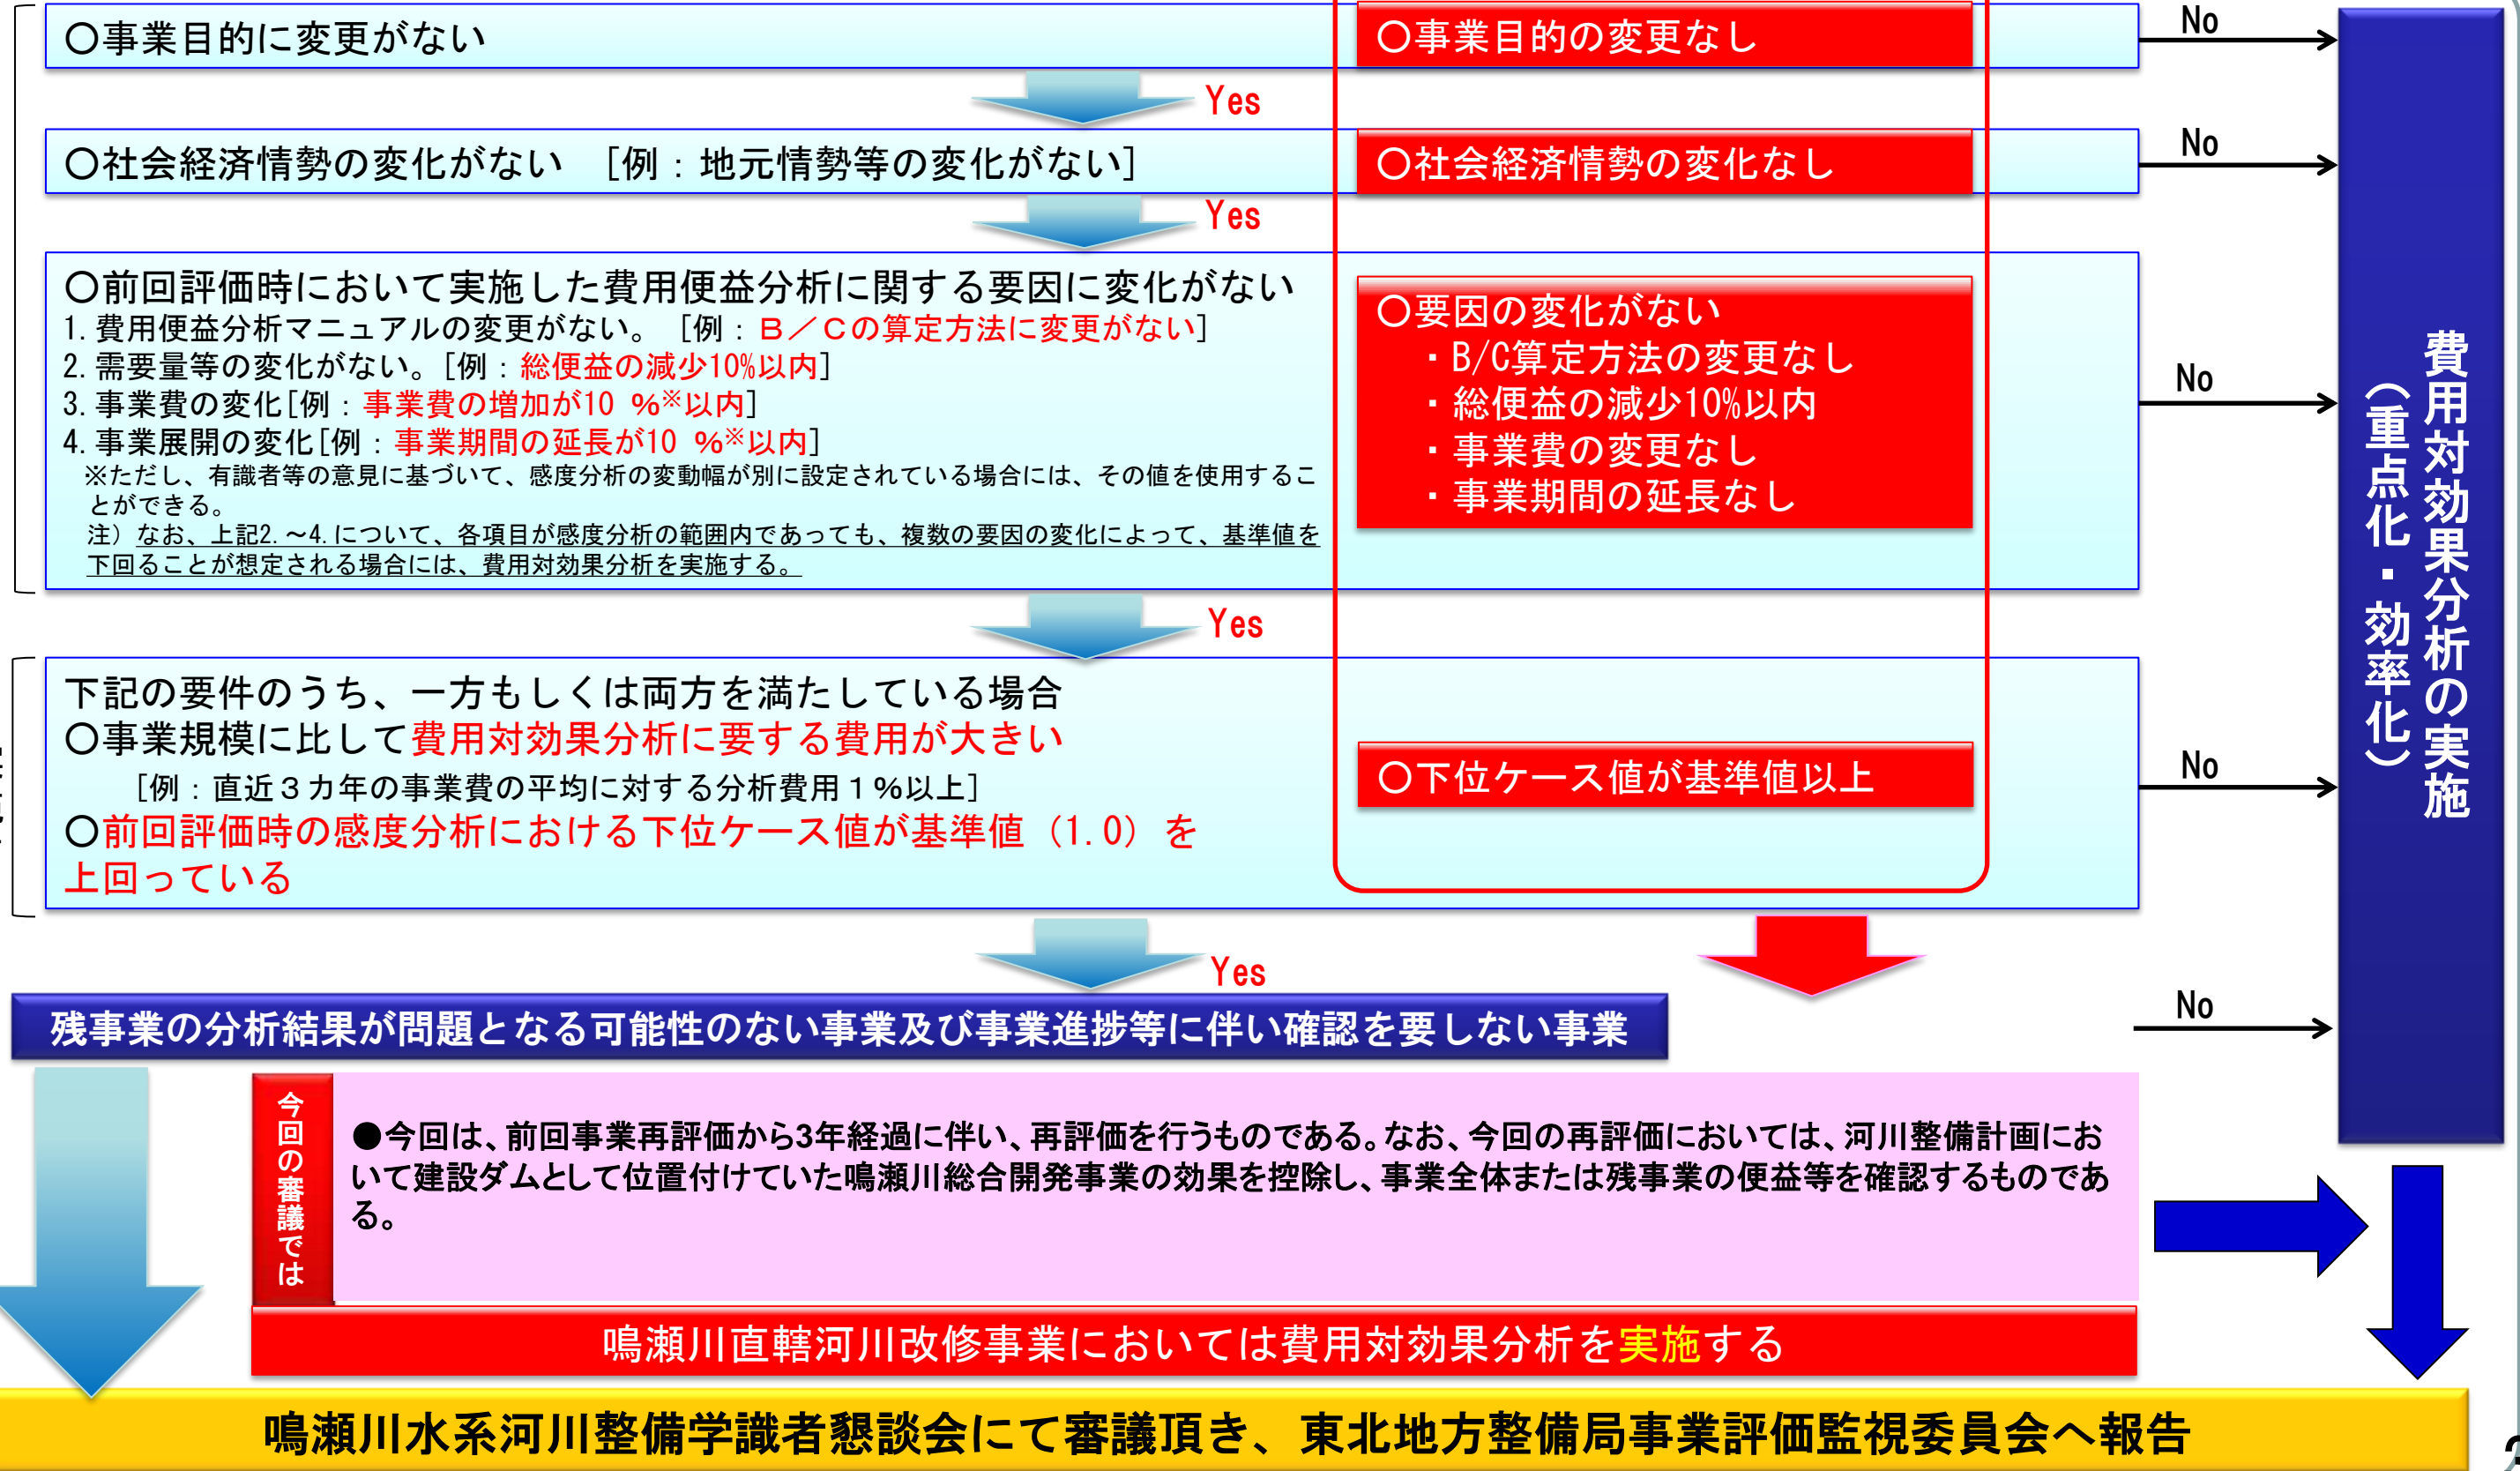 〇事業目的に変更がない
〇事業目的の変更なし
No
Yes
〇社会経済情勢の変化がない [例：地元情勢等の変化がない]
〇社会経済情勢の変化なし
No
Yes
〇前回評価時において実施した費用便益分析に関する要因に変化がない
1. 費用便益分析マニュアルの変更がない。 [例：Ｂ／Ｃの算定方法に変更がない]
2. 需要量等の変化がない。[例：総便益の減少10%以内]
3. 事業費の変化[例：事業費の増加が10 %※以内]
4. 事業展開の変化[例：事業期間の延長が10 %※以内]
※ただし、有識者等の意見に基づいて、感度分析の変動幅が別に設定されている場合には、その値を使用するこ
とができる。
注）なお、上記2.～4.について、各項目が感度分析の範囲内であっても、複数の要因の変化によって、基準値を
下回ることが想定される場合には、費用対効果分析を実施する。
〇要因の変化がない
・B/C算定方法の変更なし
・総便益の減少10%以内
・事業費の変更なし
・事業期間の延長なし
No
Yes
下記の要件のうち、一方もしくは両方を満たしている場合
〇事業規模に比して費用対効果分析に要する費用が大きい
[例：直近３カ年の事業費の平均に対する分析費用１%以上]
〇前回評価時の感度分析における下位ケース値が基準値（1.0）を
上回っている
〇下位ケース値が基準値以上
No
Yes
費用対効果分析の実施
（重点化・効率化）
残事業の分析結果が問題となる可能性のない事業及び事業進捗等に伴い確認を要しない事業
No
今回の審議では
●今回は、前回事業再評価から3年経過に伴い、再評価を行うものである。なお、今回の再評価においては、河川整備計画にお
いて建設ダムとして位置付けていた鳴瀬川総合開発事業の効果を控除し、事業全体または残事業の便益等を確認するものであ
る。
鳴瀬川直轄河川改修事業においては費用対効果分析を実施する
鳴瀬川水系河川整備学識者懇談会にて審議頂き、東北地方整備局事業評価監視委員会へ報告